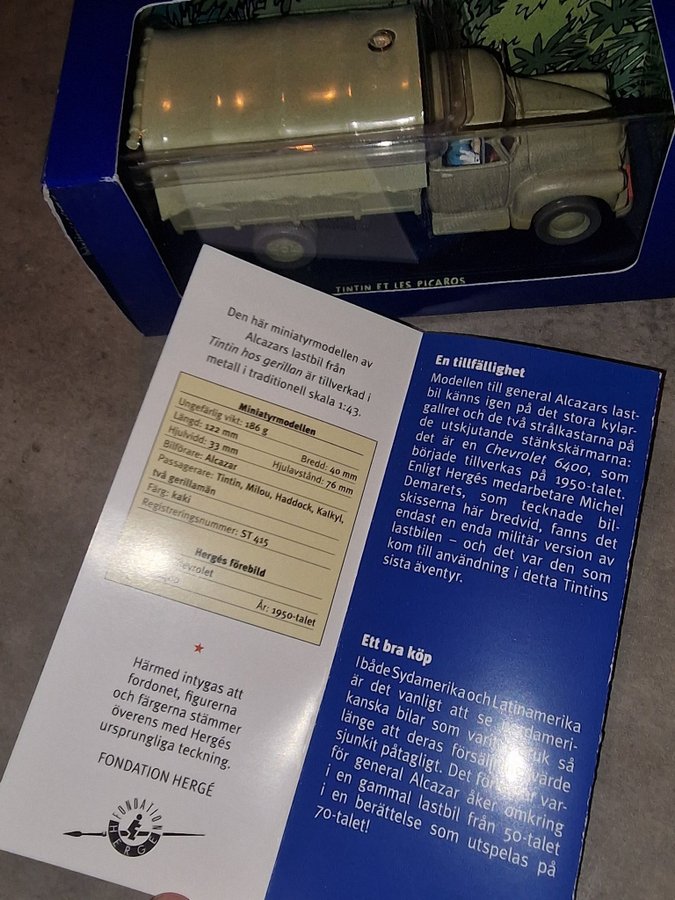 TINTIN ET LES PICAROS
Den här miniatyrmodellen av
Alcazars lastbil från
Tintin hos gerillan är tillverkad i
metall i traditionell skala 1:43.
Miniatyrmodellen
Ungefärlig vikt: 186 g
Längd: 122 mm Bredd: 40 mm
Hjulvidd: 33 mm Hjulavstånd: 76 mm
Bilförare: Alcazar
Passagerare: Tintin, Milou, Haddock, Kalkyl,
två gerillamän
Färg: kaki
Registreringsnummer: ST 415
Hergés förebild
År: 1950-talet
Härmed intygas att
fordonet, figurerna
och färgerna stämmer
överens med Hergés
ursprungliga teckning.
FONDATION HERGÉ
FONDATION
HERGÉ
En tillfällighet
Modellen till general Alcazars last-
bil känns igen på det stora kylar-
gallret och de två strålkastarna på
de utskjutande stänkskärmarna:
det är en Chevrolet 6400, som
började tillverkas på 1950-talet.
Enligt Hergés medarbetare Michel
Demarets, som tecknade bil-
skisserna här bredvid, fanns det
endast en enda militär version av
lastbilen – och det var den som
kom till användning i detta Tintins
sista äventyr.
Ett bra köp
I både Sydamerika och Latinamerika
är det vanligt att se
kanska bilar som så
länge att deras
sjunkit påtagligt. Det var-
för general Alcazar åker omkring
i en gammal lastbil från 50-talet
i en berättelse som utspelas på
70-talet!